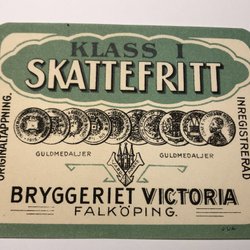 KLASS I
SKATTEFRITT
ORIGINALTAPPNING.
INREGISTRERAD
GULDMEDALJER
GULDMEDALJER
BRYGGERIET VICTORIA
FALKÖPING.